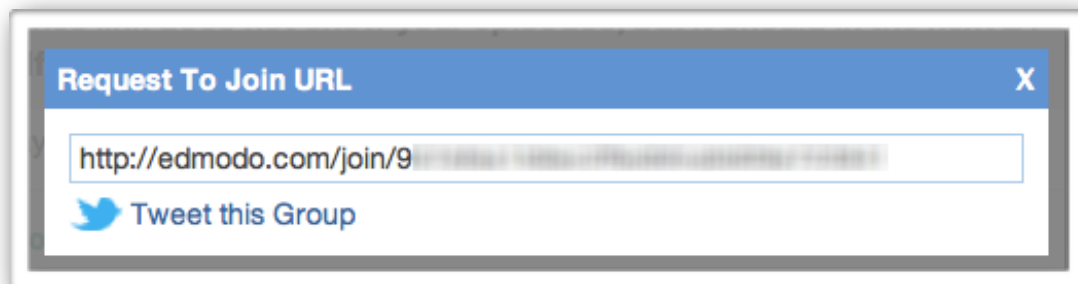 Request To Join URL X
http://edmodo.com/join/9
Tweet this Group